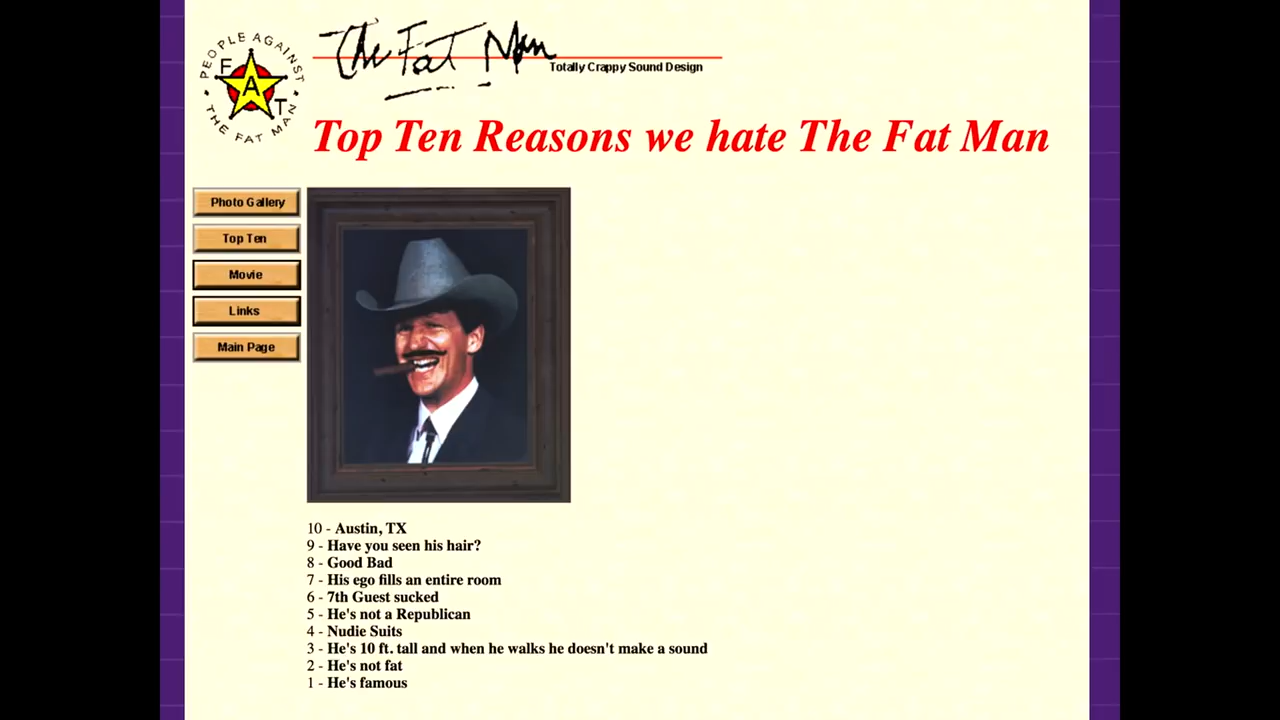 PEOPLE AGAINST
F
A
T
THE FAT MAN
The Fat Man
Totally Crappy Sound Design
Top Ten Reasons we hate The Fat Man
Photo Gallery
Top Ten
Movie
Links
Main Page
10 - Austin, TX
9 - Have you seen his hair?
8 - Good Bad
7 - His ego fills an entire room
6 - 7th Guest sucked
5 - He's not a Republican
4 - Nudie Suits
3 - He's 10 ft. tall and when he walks he doesn't make a sound
2 - He's not fat
1 - He's famous